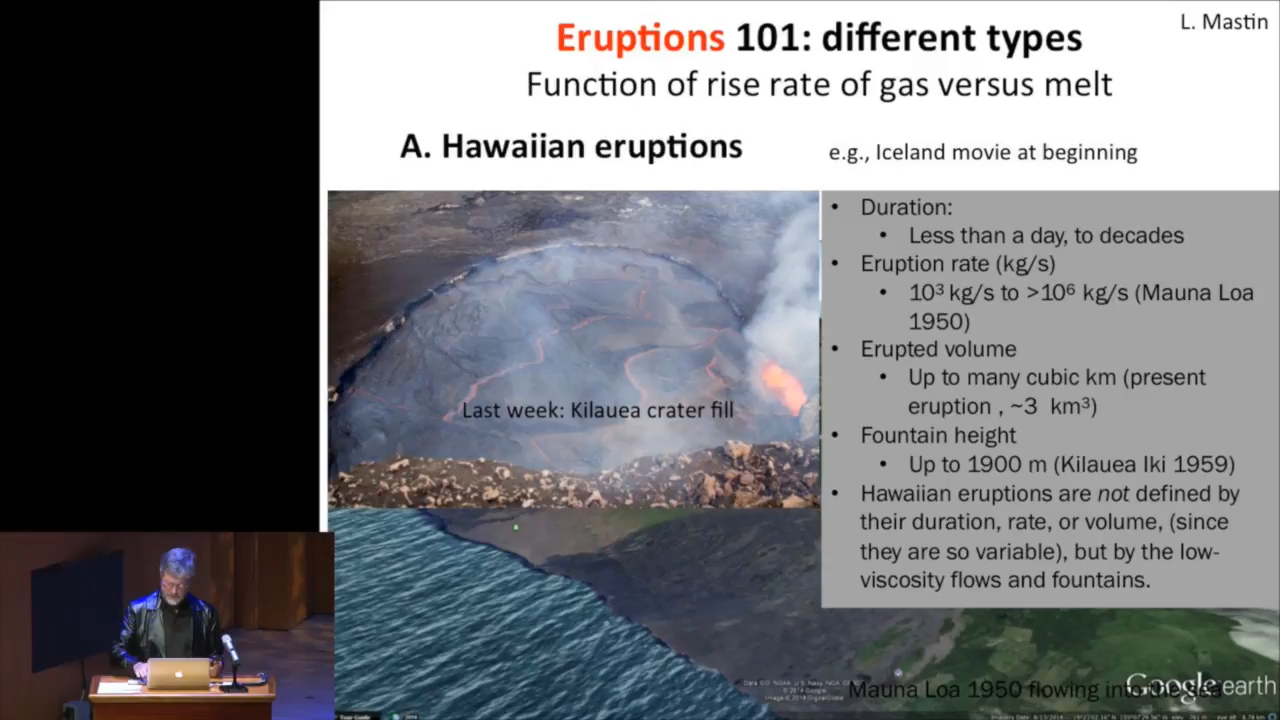 L. Mastin
Eruptions 101: different types
Function of rise rate of gas versus melt
A. Hawaiian eruptions
e.g., Iceland movie at beginning
• Duration:
• Less than a day, to decades
• Eruption rate (kg/s)
• 10³ kg/s to >10⁶ kg/s (Mauna Loa
1950)
• Erupted volume
• Up to many cubic km (present
eruption , ~3 km³)
• Fountain height
• Up to 1900 m (Kilauea Iki 1959)
• Hawaiian eruptions are not defined by
their duration, rate, or volume, (since
they are so variable), but by the low-
viscosity flows and fountains.
Last week: Kilauea crater fill
Google earth
Mauna Loa 1950 flowing into the sea